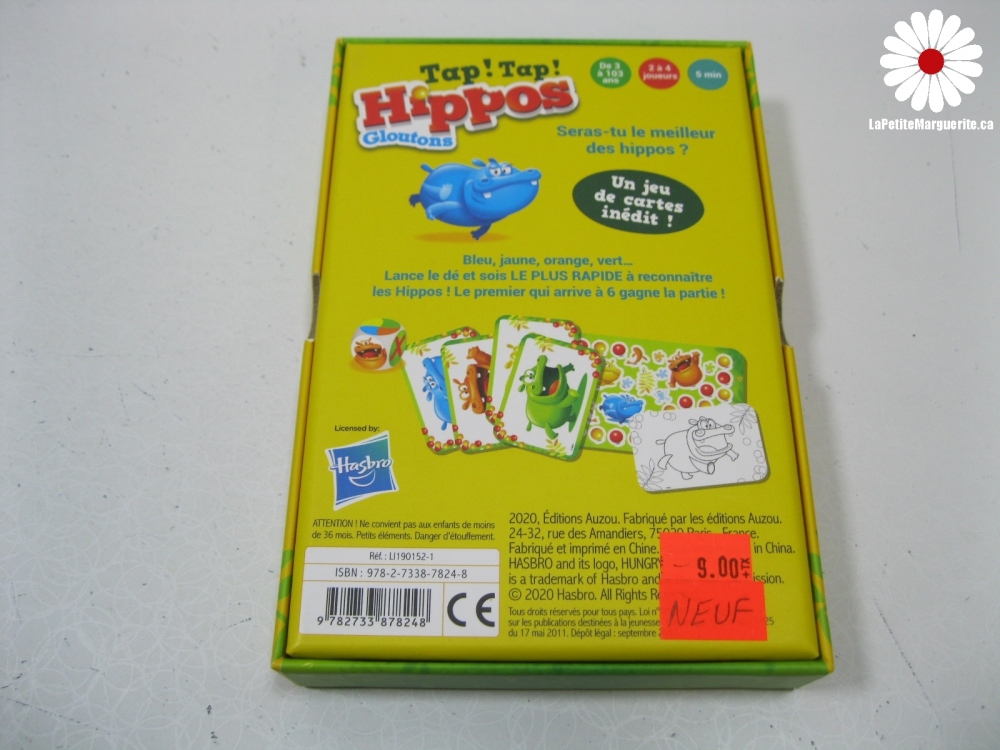 LaPetiteMarguerite.ca
Tap! Tap!
Hippos
Gloutons
De 3
à 103
ans
2 à 4
joueurs
5 min
Seras-tu le meilleur
des hippos ?
Un jeu
de cartes
inédit !
Bleu, jaune, orange, vert...
Lance le dé et sois LE PLUS RAPIDE à reconnaître
les Hippos ! Le premier qui arrive à 6 gagne la partie !
Licensed by:
Hasbro
ATTENTION ! Ne convient pas aux enfants de moins
de 36 mois. Petits éléments. Danger d'étouffement.
Réf. : LI190152-1
ISBN : 978-2-7338-7824-8
9 782733 878248
CE
2020, Éditions Auzou. Fabriqué par les éditions Auzou.
24-32, rue des Amandiers, 75020 Paris - France.
Fabriqué et imprimé en Chine. in China.
HASBRO and its logo, HUNGRY
is a trademark of Hasbro and
© 2020 Hasbro. All Rights
Tous droits réservés pour tous pays. Loi
sur les publications destinées à la jeunesse
du 17 mai 2011. Dépôt légal : septembre
9.00 +TX
NEUF